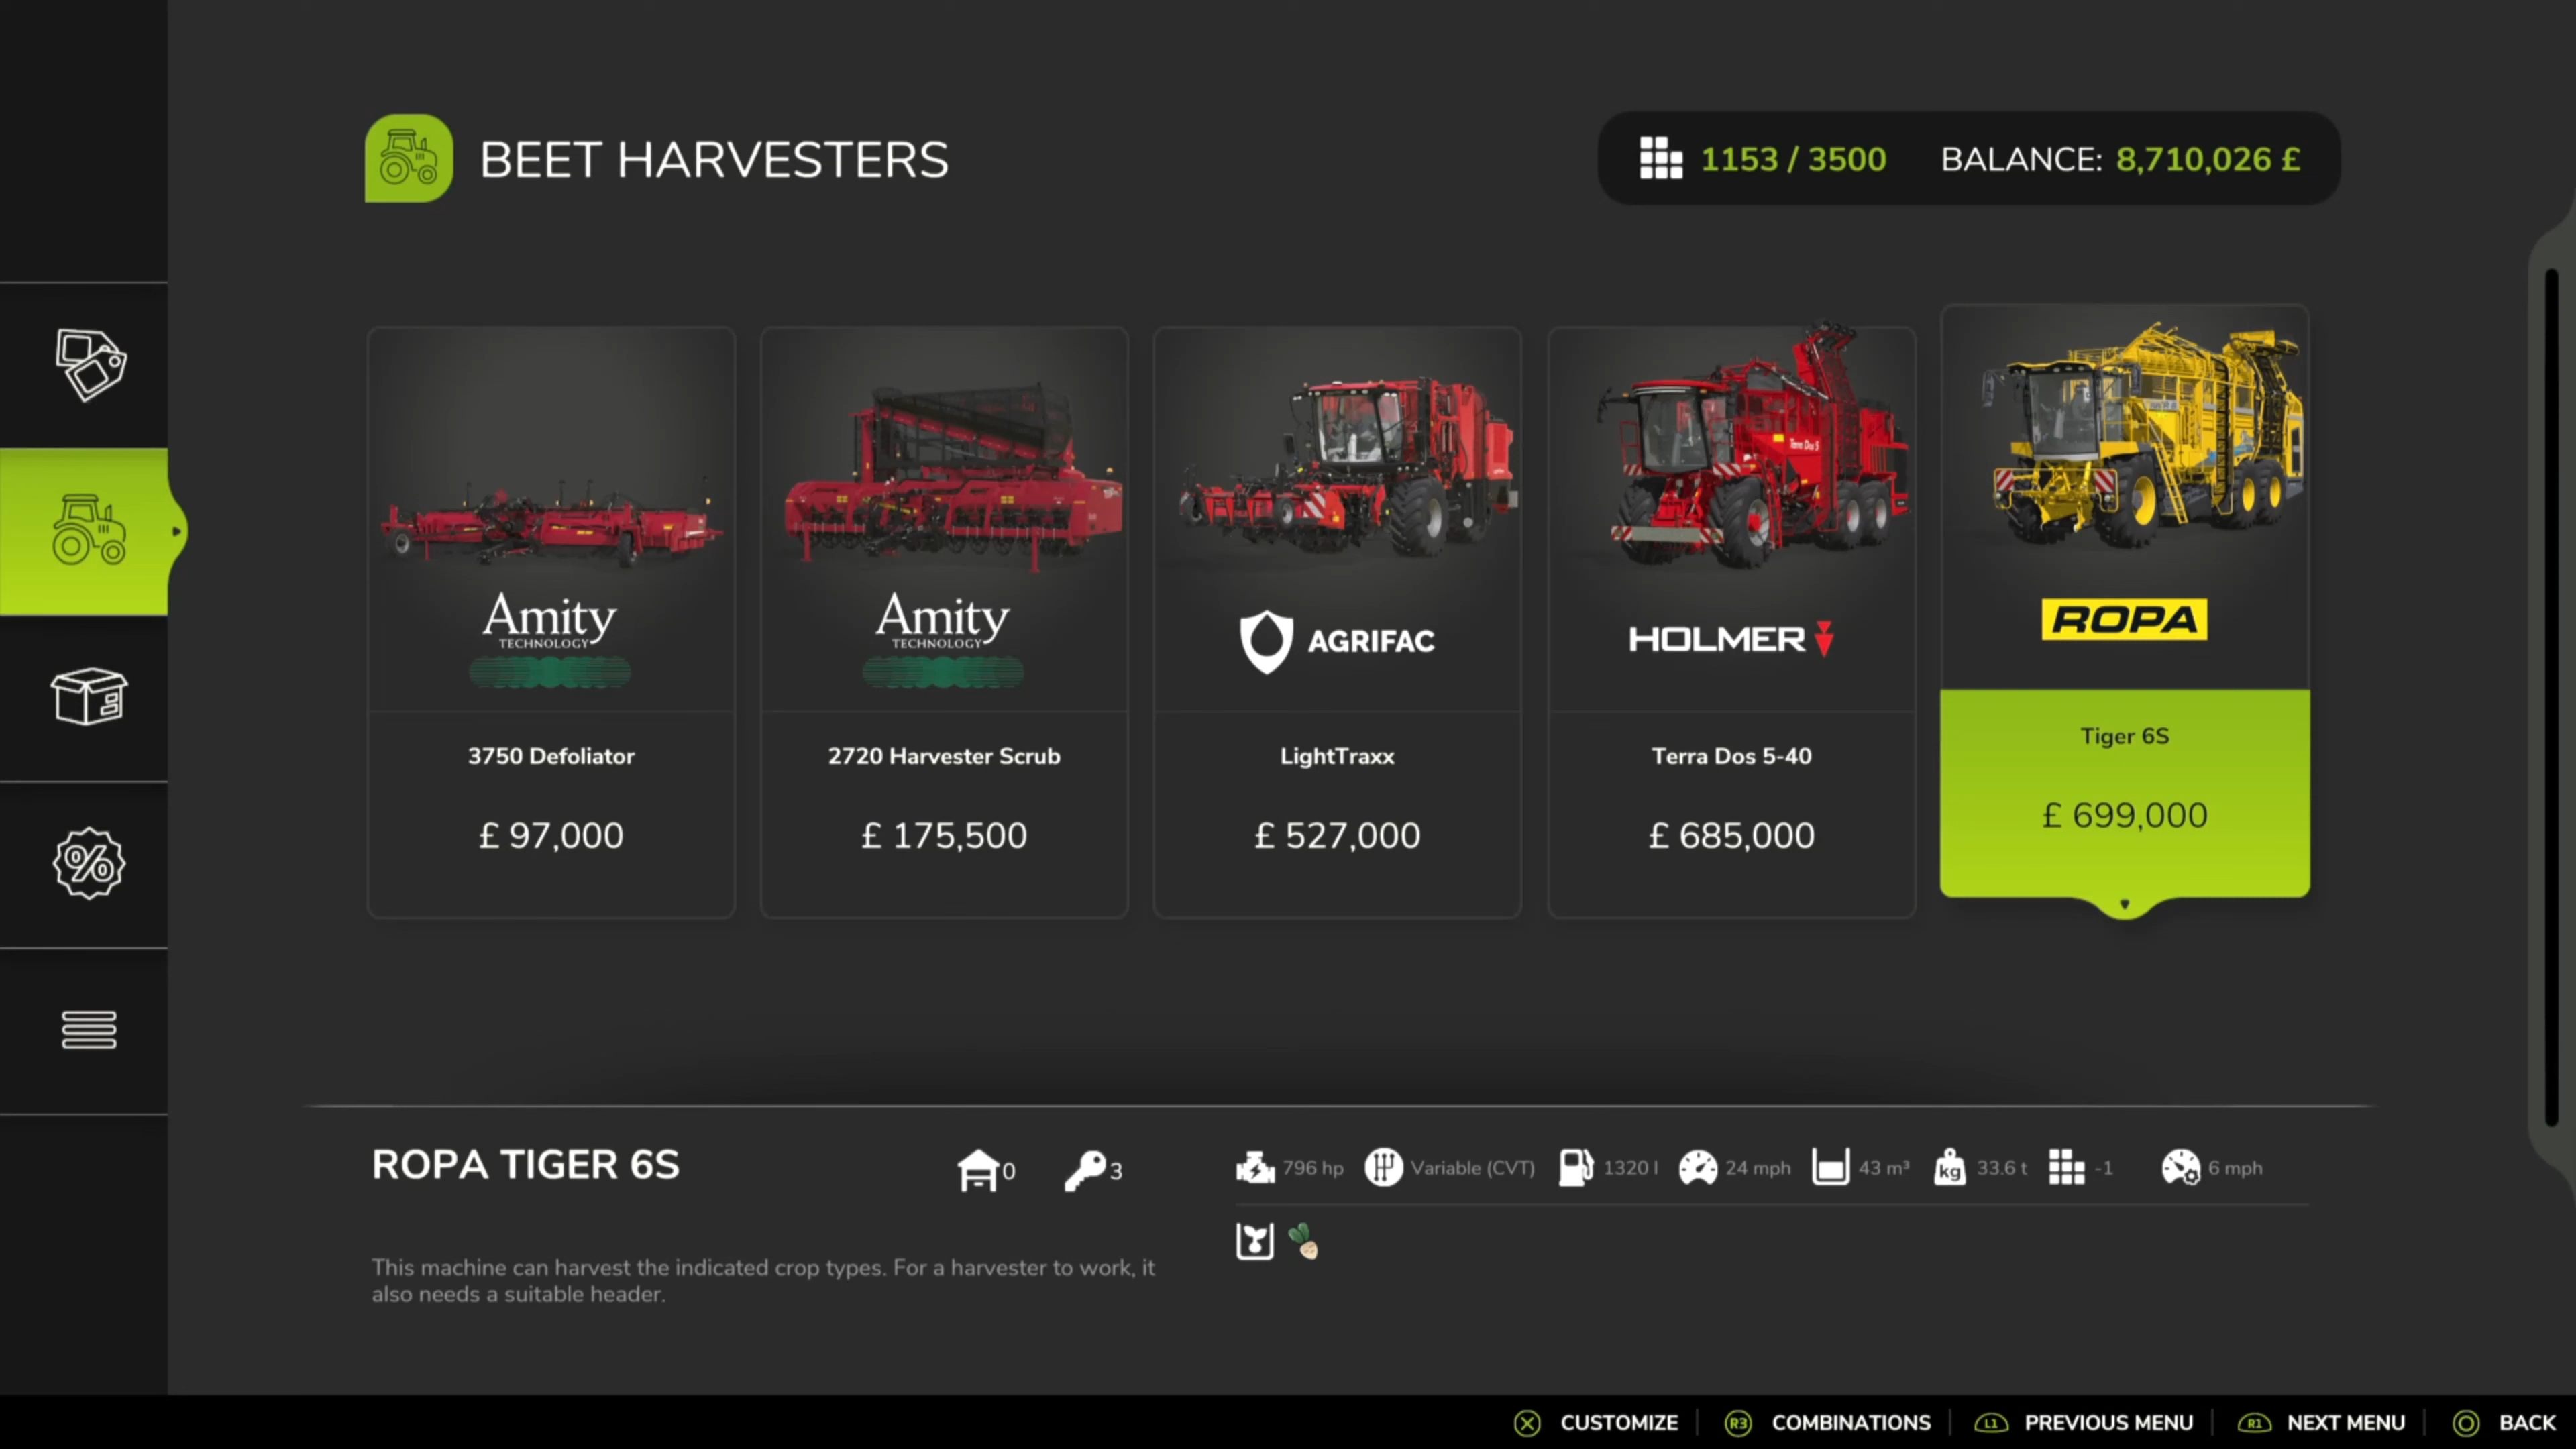 BEET HARVESTERS
1153 / 3500 BALANCE: 8,710,026 £
Amity
TECHNOLOGY
3750 Defoliator
£ 97,000
Amity
TECHNOLOGY
2720 Harvester Scrub
£ 175,500
AGRIFAC
LightTraxx
£ 527,000
Terra Dos 5
HOLMER
Terra Dos 5-40
£ 685,000
ROPA
Tiger 6S
£ 699,000
ROPA TIGER 6S
0
3
796 hp Variable (CVT) 1320 l 24 mph 43 m³ kg 33.6 t -1 6 mph
This machine can harvest the indicated crop types. For a harvester to work, it
also needs a suitable header.
CUSTOMIZE R3 COMBINATIONS L1 PREVIOUS MENU R1 NEXT MENU BACK